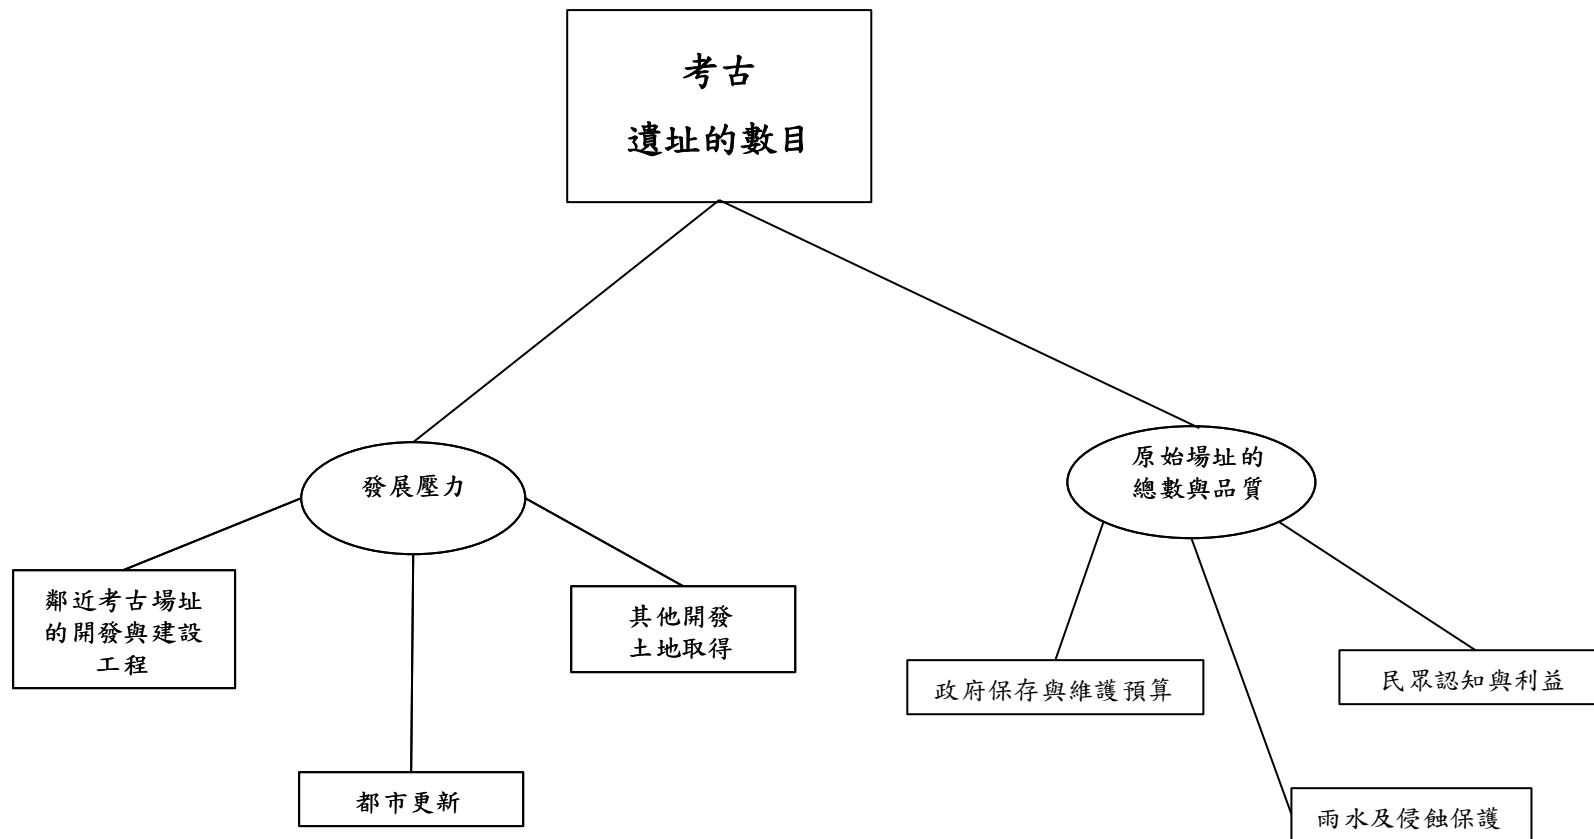 考古
遺址的數目
發展壓力
原始場址的
總數與品質
鄰近考古場址
的開發與建設
工程
其他開發
土地取得
都市更新
政府保存與維護預算
民眾認知與利益
雨水及侵蝕保護